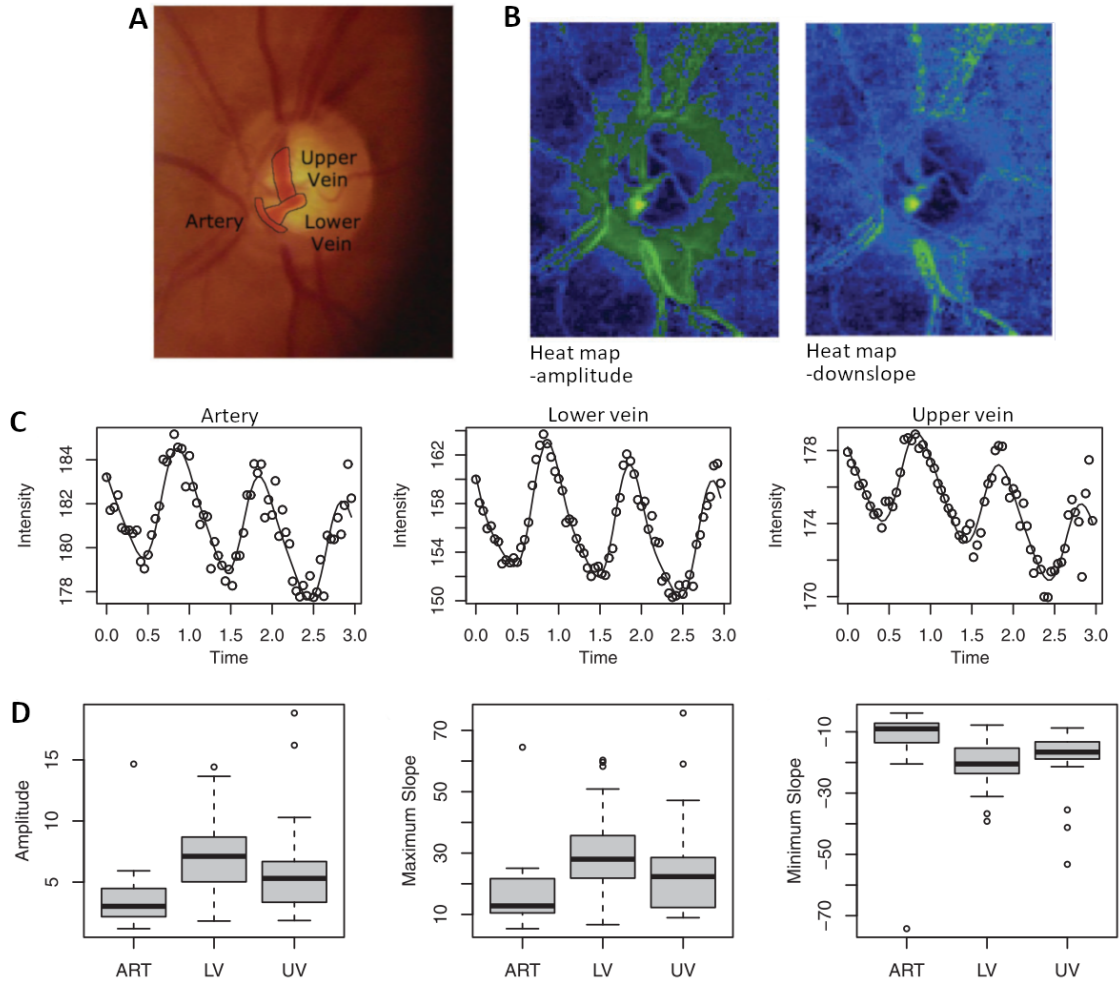 A
B
Upper
Vein
Artery
Lower
Vein
Heat map
-amplitude
Heat map
-downslope
C
Artery
Lower vein
Upper vein
Intensity
184
182
180
178
0.0 0.5 1.0 1.5 2.0 2.5 3.0
Time
Intensity
162
158
154
150
0.0 0.5 1.0 1.5 2.0 2.5 3.0
Time
Intensity
178
174
170
0.0 0.5 1.0 1.5 2.0 2.5 3.0
Time
D
Amplitude
15
10
5
ART LV UV
Maximum Slope
70
50
30
10
ART LV UV
Minimum Slope
-10
-30
-50
-70
ART LV UV